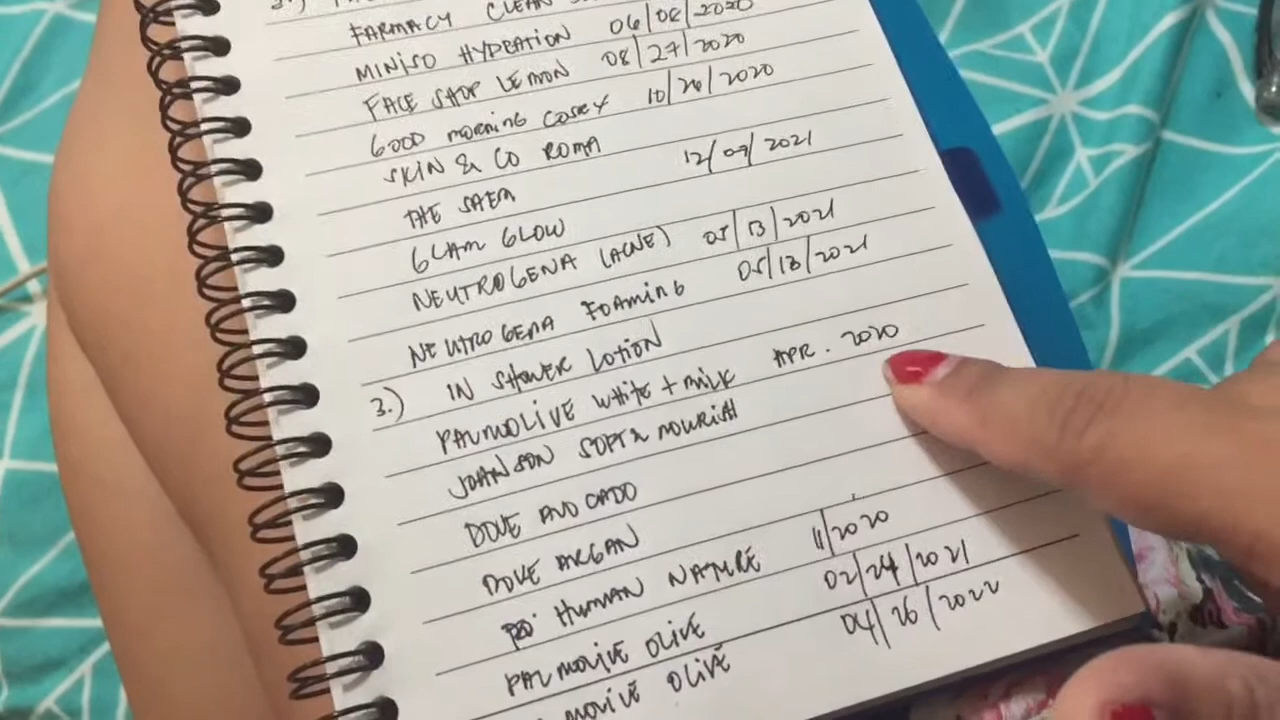 FARMACY CLEAN
MINISO HYDRATION 06/08/2020
FACE SHOP LEMON 08/27/2020
GOOD MORNING COSRX 10/20/2020
SKIN & CO ROMA
THE SAEM 12/09/2021
GLAM GLOW
NEUTROGENA (ACNE) 05/13/2021
NEUTROGENA FOAMING 05/18/2021
3.) IN SHOWER LOTION
PALMOLIVE WHITE + MILK APR. 2020
JOHNSON NOURISH
DOVE AVOCADO
DOVE ARGAN
HUMAN NATURE 11/2020
PALMOLIVE OLIVE 02/24/2021
MOLIVE OLIVE 04/26/2022